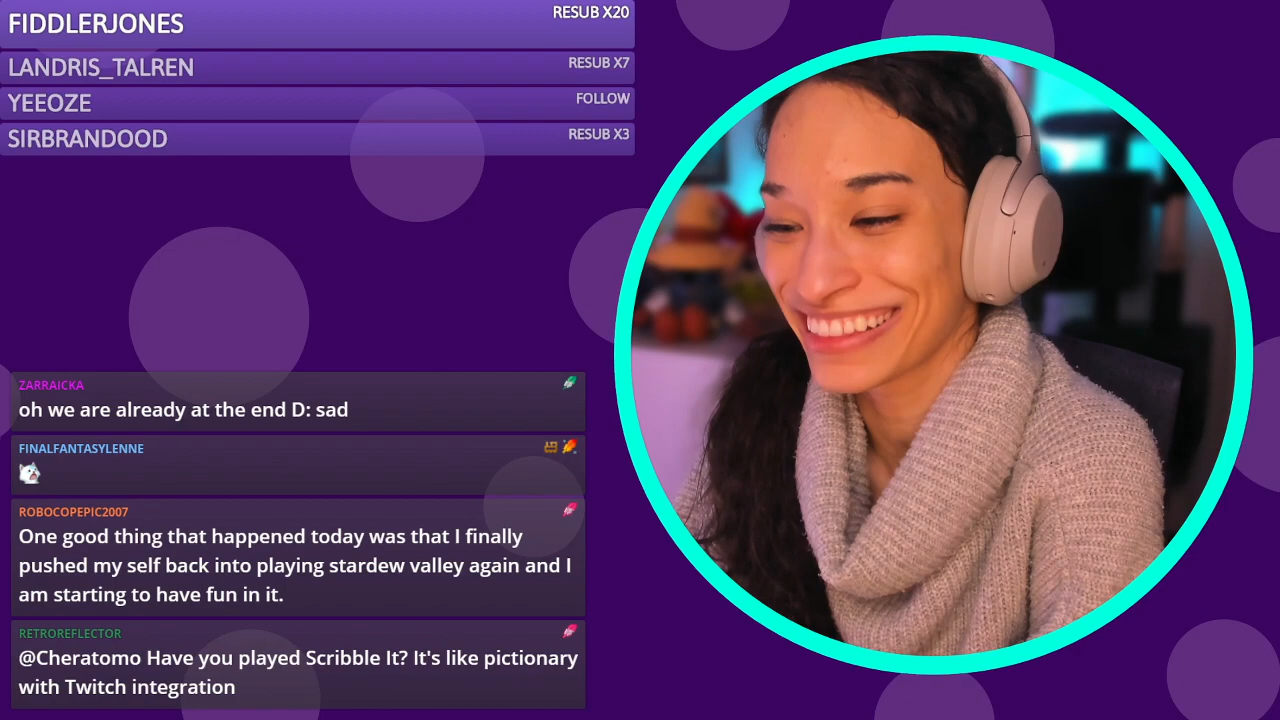 FIDDLERJONES RESUB X20
LANDRIS_TALREN RESUB X7
YEEOZE FOLLOW
SIRBRANDOOD RESUB X3
ZARRAICKA
oh we are already at the end D: sad
FINALFANTASYLENNE
ROBOCOPEPIC2007
One good thing that happened today was that I finally
pushed my self back into playing stardew valley again and I
am starting to have fun in it.
RETROREFLECTOR
@Cheratomo Have you played Scribble It? It's like pictionary
with Twitch integration